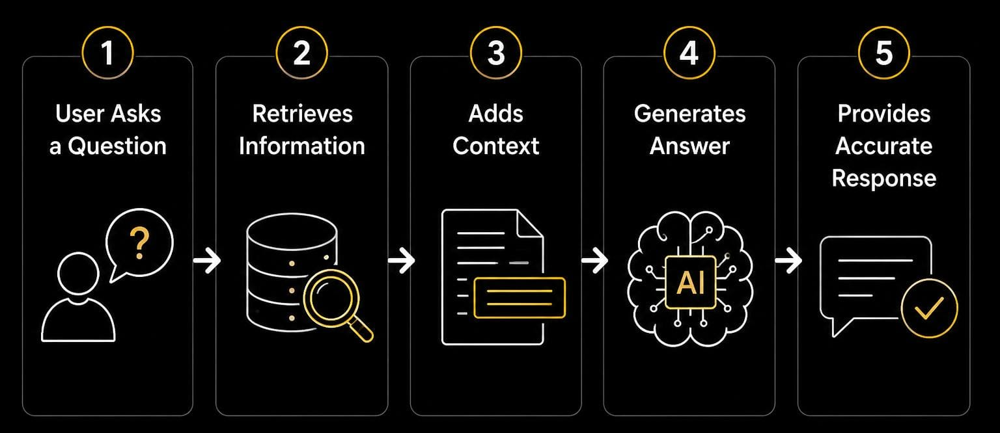 1
User Asks
a Question
?
2
Retrieves
Information
3
Adds
Context
4
Generates
Answer
AI
5
Provides
Accurate
Response